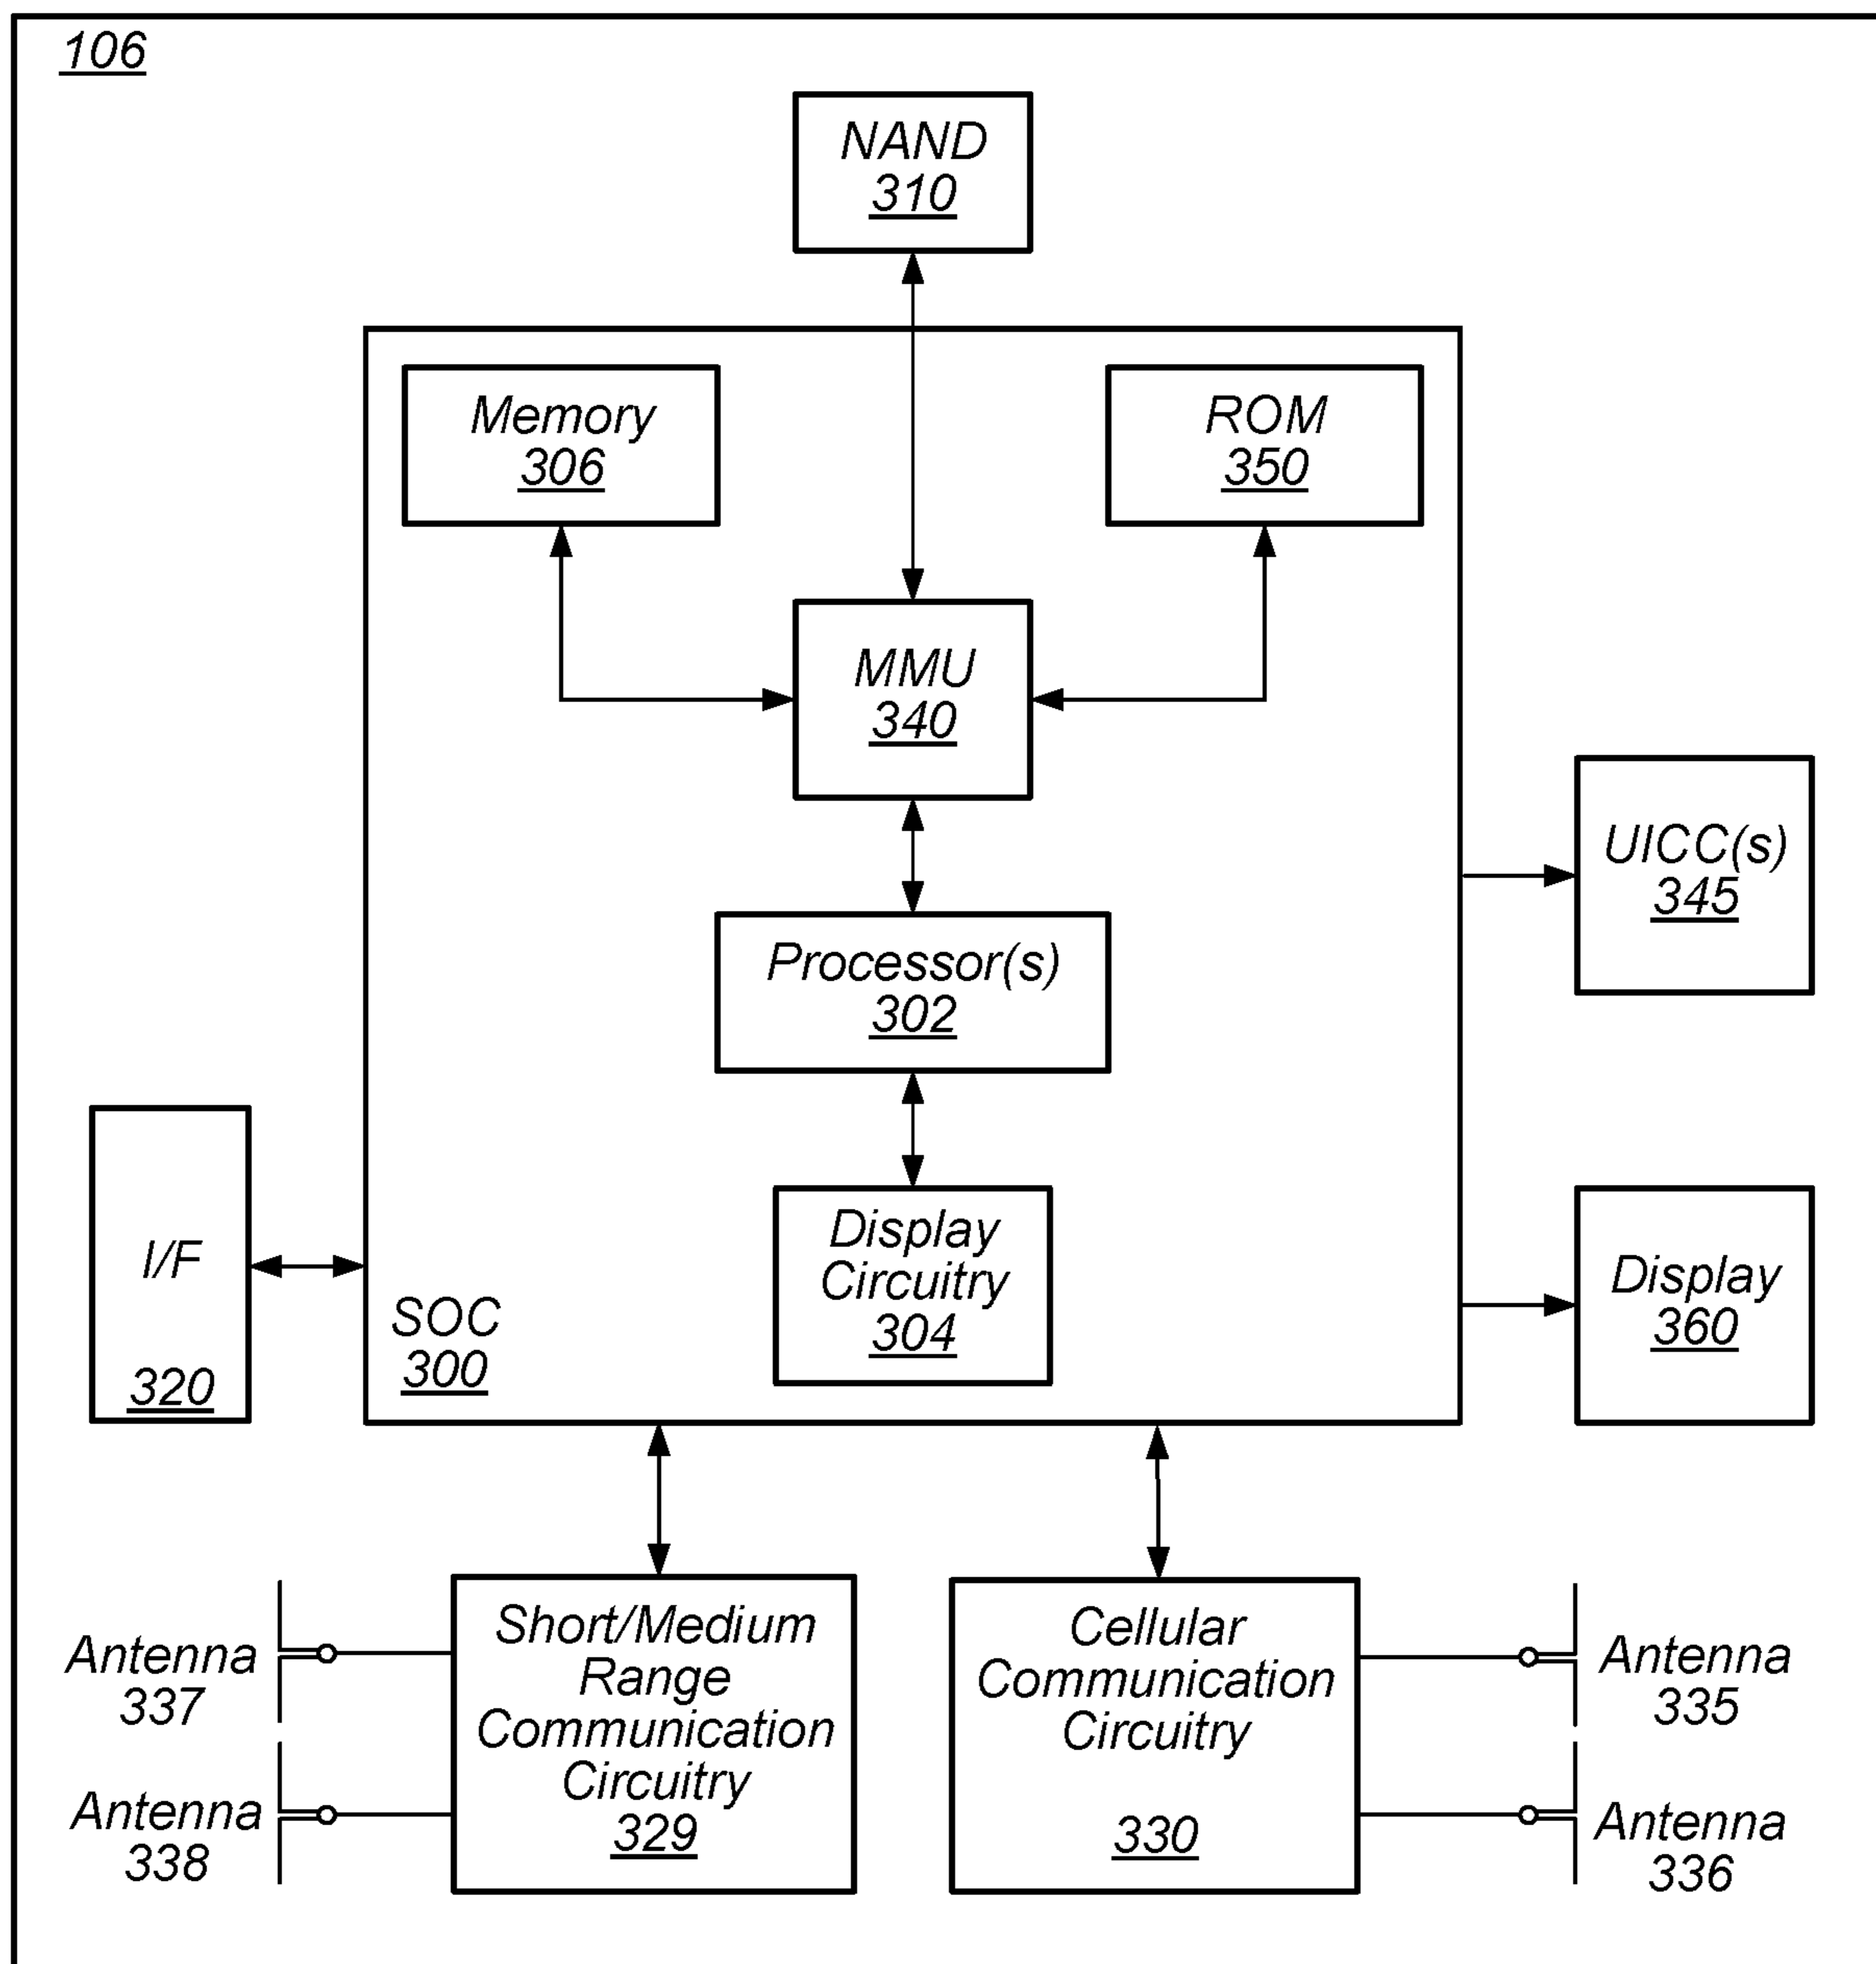 106
NAND
310
Memory
306
ROM
350
MMU
340
UICC(s)
345
Processor(s)
302
I/F
320
Display
Circuitry
304
SOC
300
Display
360
Antenna
337
Antenna
338
Short/Medium
Range
Communication
Circuitry
329
Cellular
Communication
Circuitry
330
Antenna
335
Antenna
336